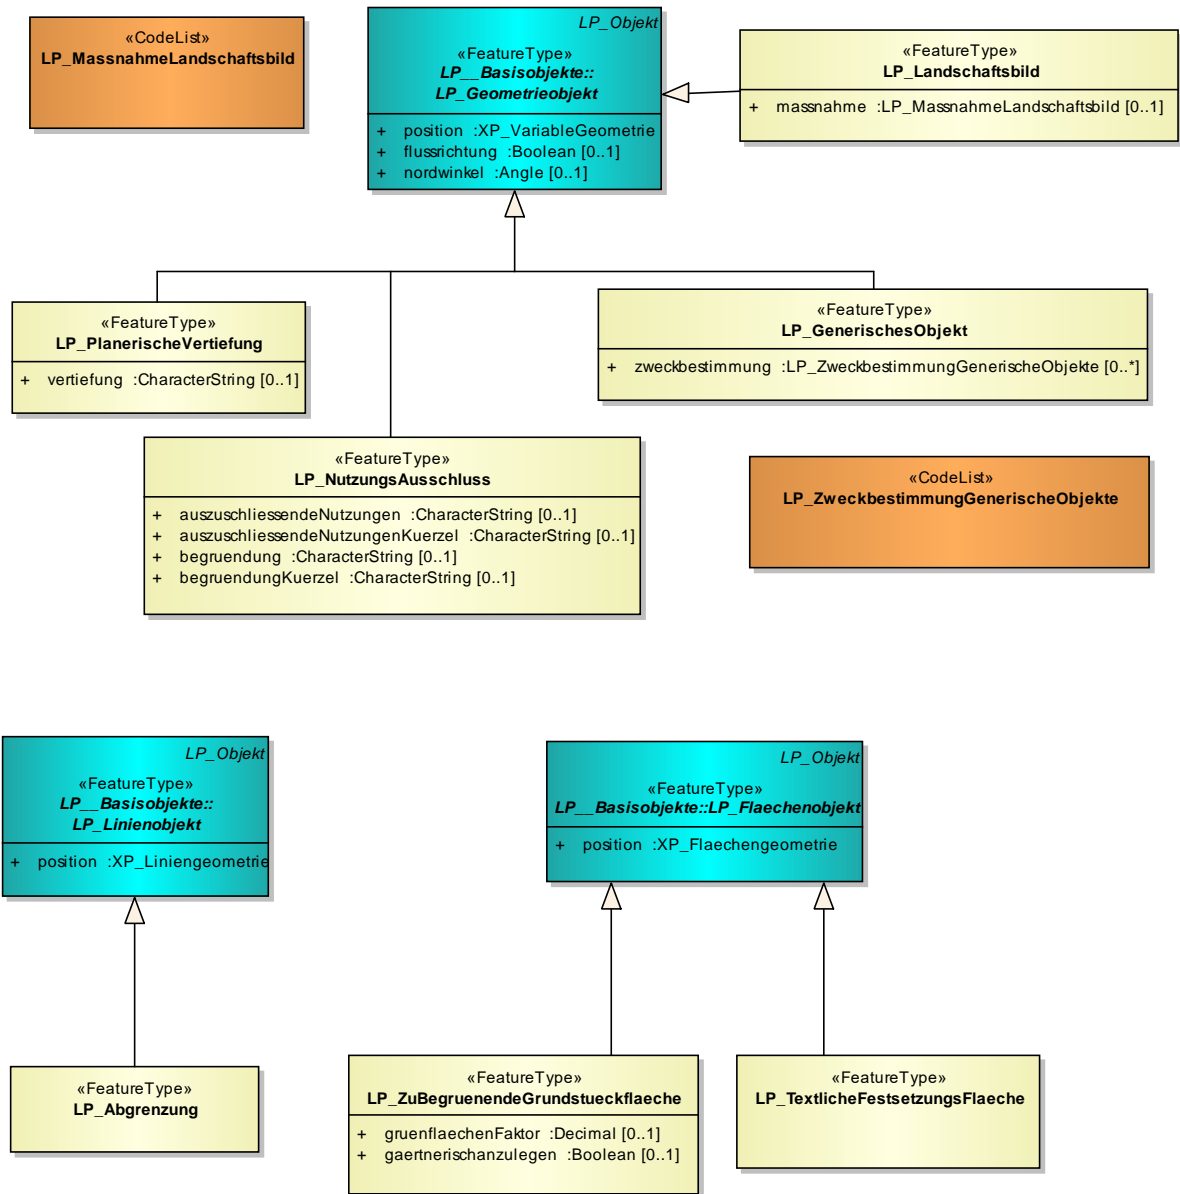 «CodeList»
LP_MassnahmeLandschaftsbild
LP_Objekt
«FeatureType»
LP__Basisobjekte::
LP_Geometrieobjekt
+ position :XP_VariableGeometrie
+ flussrichtung :Boolean [0..1]
+ nordwinkel :Angle [0..1]
«FeatureType»
LP_Landschaftsbild
+ massnahme :LP_MassnahmeLandschaftsbild [0..1]
«FeatureType»
LP_PlanerischeVertiefung
+ vertiefung :CharacterString [0..1]
«FeatureType»
LP_GenerischesObjekt
+ zweckbestimmung :LP_ZweckbestimmungGenerischeObjekte [0..*]
«FeatureType»
LP_NutzungsAusschluss
+ auszuschliessendeNutzungen :CharacterString [0..1]
+ auszuschliessendeNutzungenKuerzel :CharacterString [0..1]
+ begruendung :CharacterString [0..1]
+ begruendungKuerzel :CharacterString [0..1]
«CodeList»
LP_ZweckbestimmungGenerischeObjekte
LP_Objekt
«FeatureType»
LP__Basisobjekte::
LP_Linienobjekt
+ position :XP_Liniengeometrie
LP_Objekt
«FeatureType»
LP__Basisobjekte::LP_Flaechenobjekt
+ position :XP_Flaechengeometrie
«FeatureType»
LP_Abgrenzung
«FeatureType»
LP_ZuBegruenendeGrundstueckflaeche
+ gruenflaechenFaktor :Decimal [0..1]
+ gaertnerischanzulegen :Boolean [0..1]
«FeatureType»
LP_TextlicheFestsetzungsFlaeche